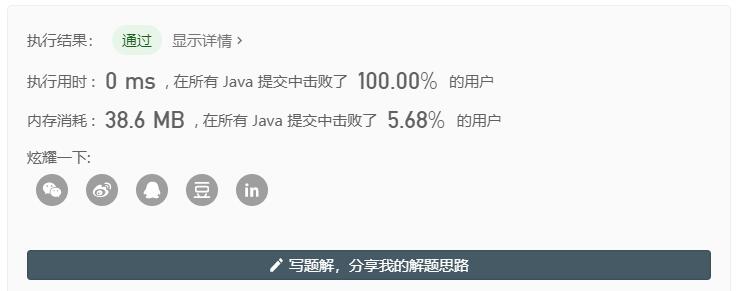 执行结果： 通过 显示详情 >
执行用时： 0 ms ，在所有 Java 提交中击败了 100.00% 的用户
内存消耗： 38.6 MB ，在所有 Java 提交中击败了 5.68% 的用户
炫耀一下:
豆 in
写题解，分享我的解题思路